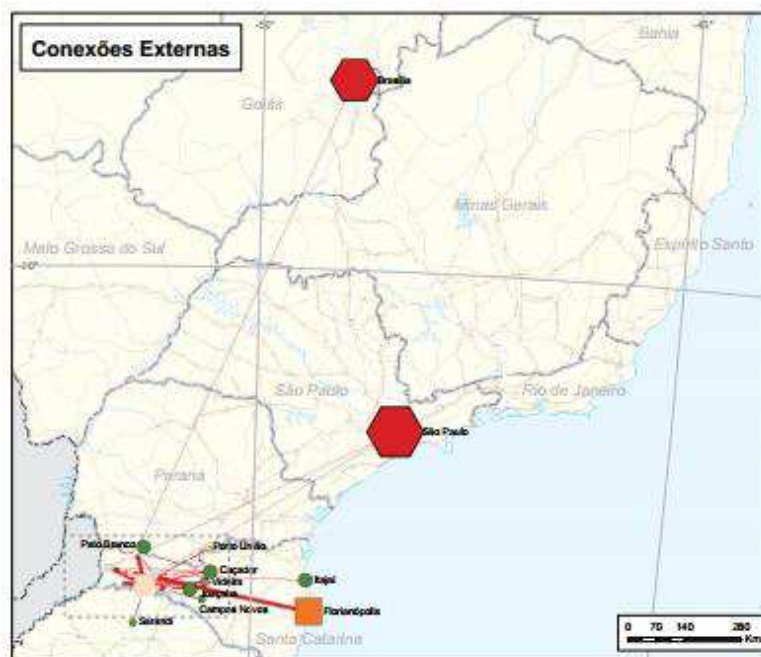 Conexões Externas
Bahia
Brasília
Goiás
Minas Gerais
Mato Grosso do Sul
Espírito Santo
São Paulo
Rio de Janeiro
São Paulo
Paraná
Pato Branco
Porto União
Caçador
Videira
Itajaí
Joaçaba
Campos Novos
Florianópolis
Sarandi
Santa Catarina
0 70 140 280
Km